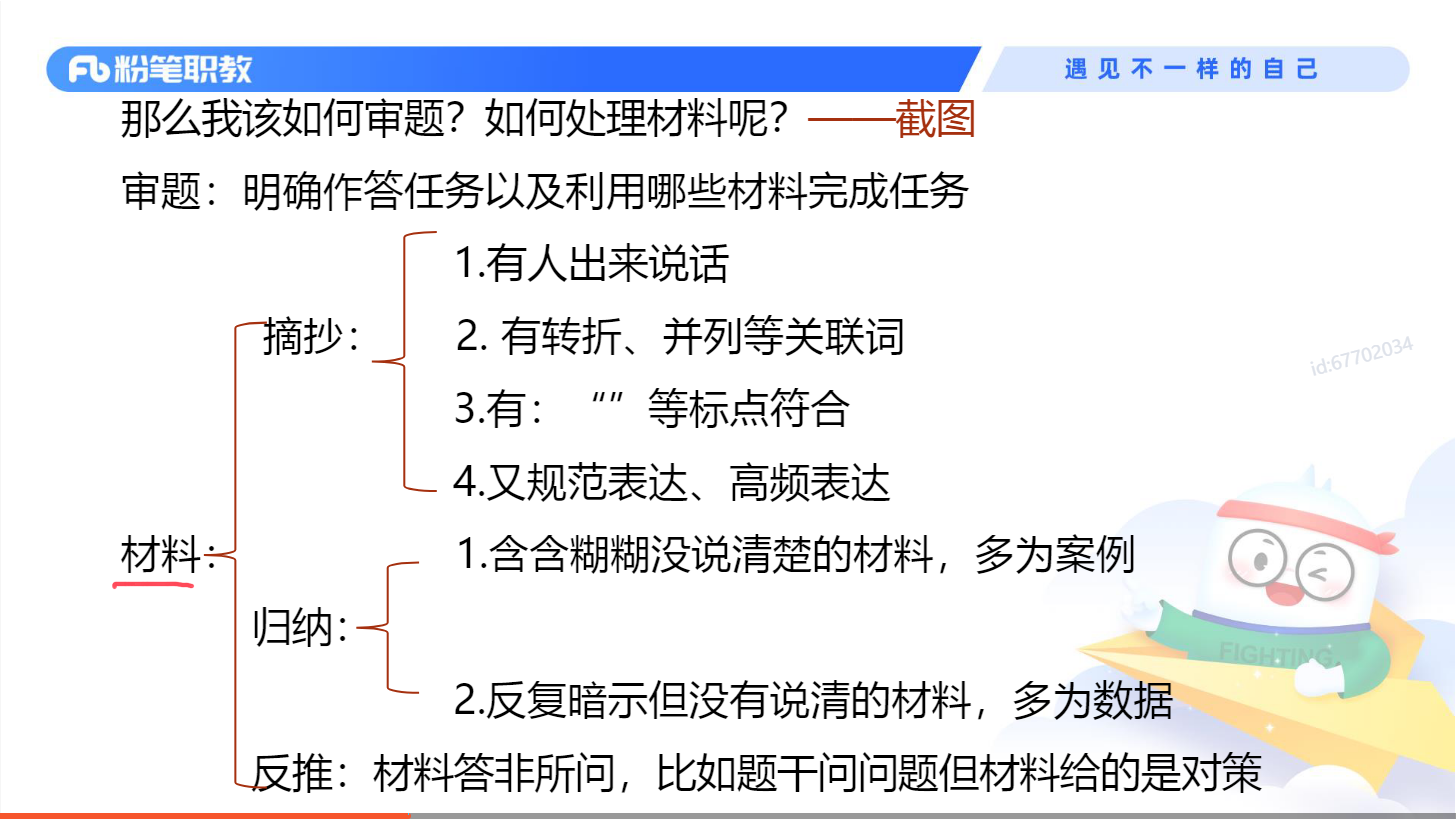 粉笔职教
遇见不一样的自己
那么我该如何审题？如何处理材料呢？——截图
审题：明确作答任务以及利用哪些材料完成任务
1.有人出来说话
摘抄：
2. 有转折、并列等关联词
3.有：“”等标点符合
4.又规范表达、高频表达
材料：
1.含含糊糊没说清楚的材料，多为案例
归纳：
2.反复暗示但没有说清的材料，多为数据
反推：材料答非所问，比如题干问问题但材料给的是对策
id:67702034
FIGHTING